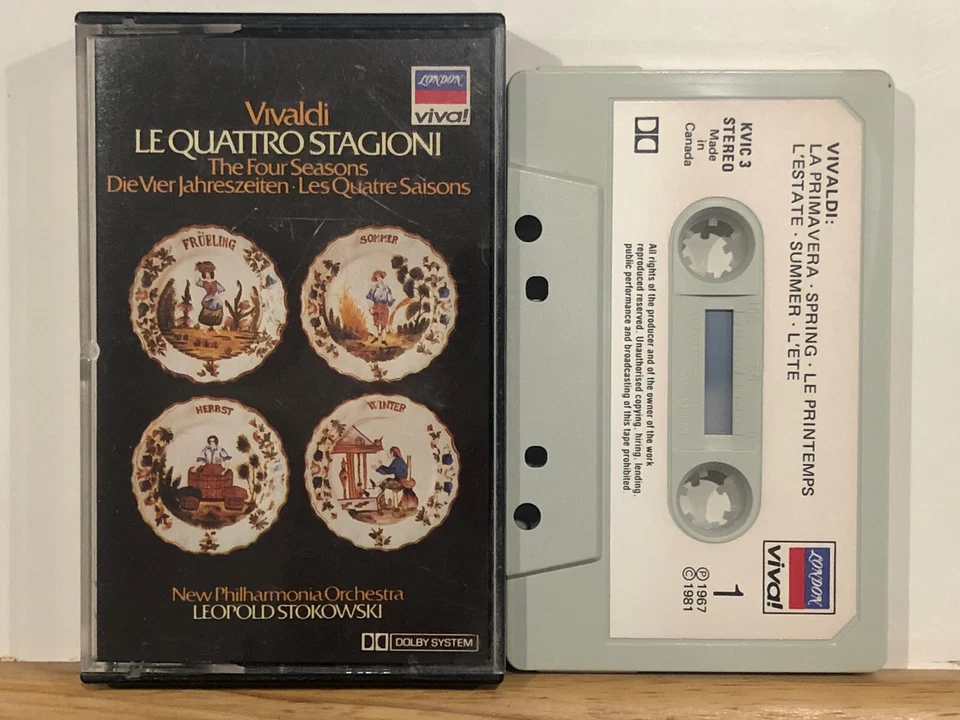 LONDON
viva!
Vivaldi
LE QUATTRO STAGIONI
The Four Seasons
Die Vier Jahreszeiten · Les Quatre Saisons
FRÜHLING
SOMMER
HERBST
WINTER
New Philharmonia Orchestra
LEOPOLD STOKOWSKI
DOLBY SYSTEM
VIVALDI:
LA PRIMAVERA · SPRING · LE PRINTEMPS
L'ESTATE · SUMMER · L'ETE
KVIC 3
STEREO
Made
in
Canada
All rights of the producer and of the owner of the work
reproduced reserved. Unauthorised copying, hiring, lending,
public performance and broadcasting of this tape prohibited
LONDON
viva!
1
Ⓟ1967
©1981